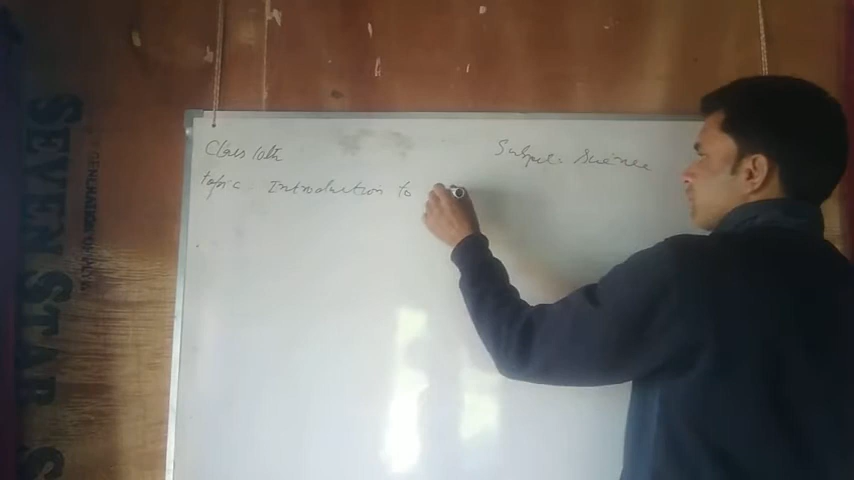 Class 10th
Subject: Science
topic: Introduction to
SEVEN STAR